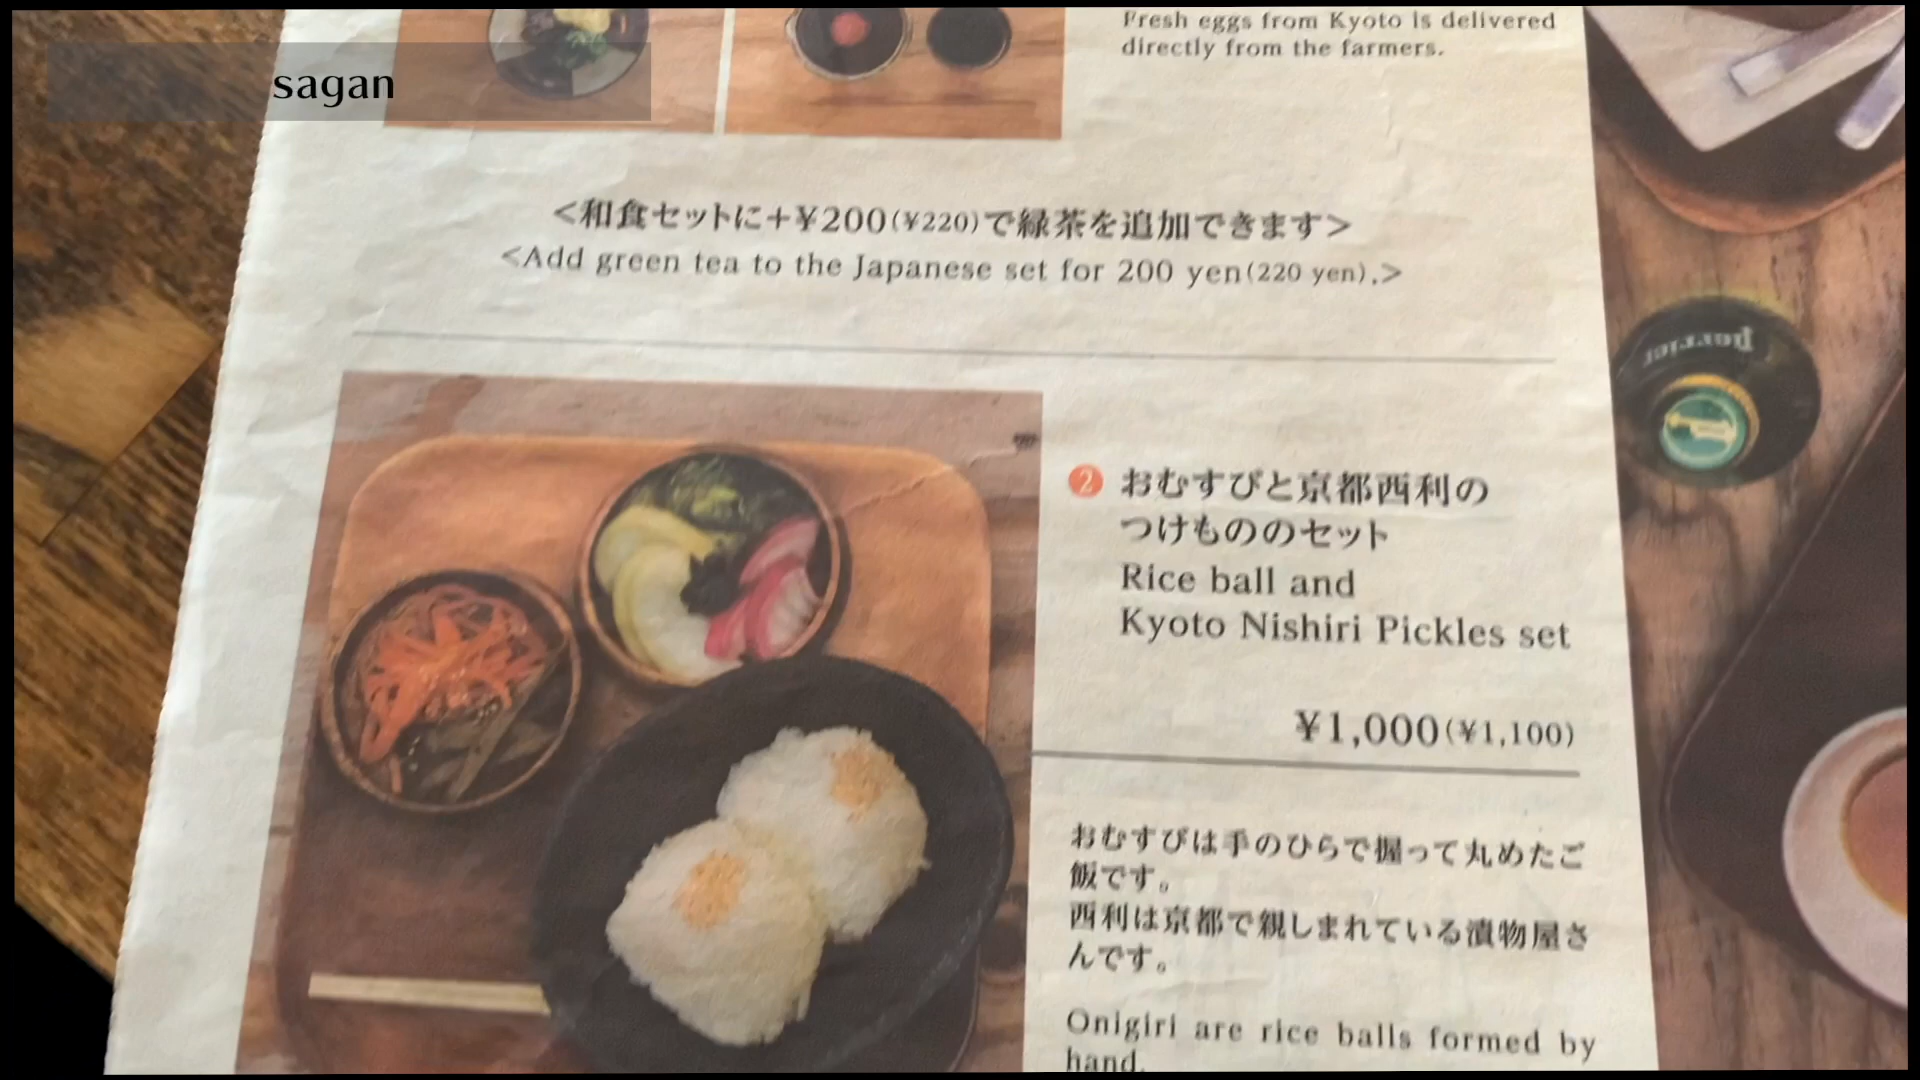 Fresh eggs from Kyoto is delivered
directly from the farmers.
sagan
<和食セットに+¥200(¥220)で緑茶を追加できます>
<Add green tea to the Japanese set for 200 yen(220 yen).>
perrier
2 おむすびと京都西利の
つけもののセット
Rice ball and
Kyoto Nishiri Pickles set
¥1,000(¥1,100)
おむすびは手のひらで握って丸めたご
飯です。
西利は京都で親しまれている漬物屋さ
んです。
Onigiri are rice balls formed by
hand.